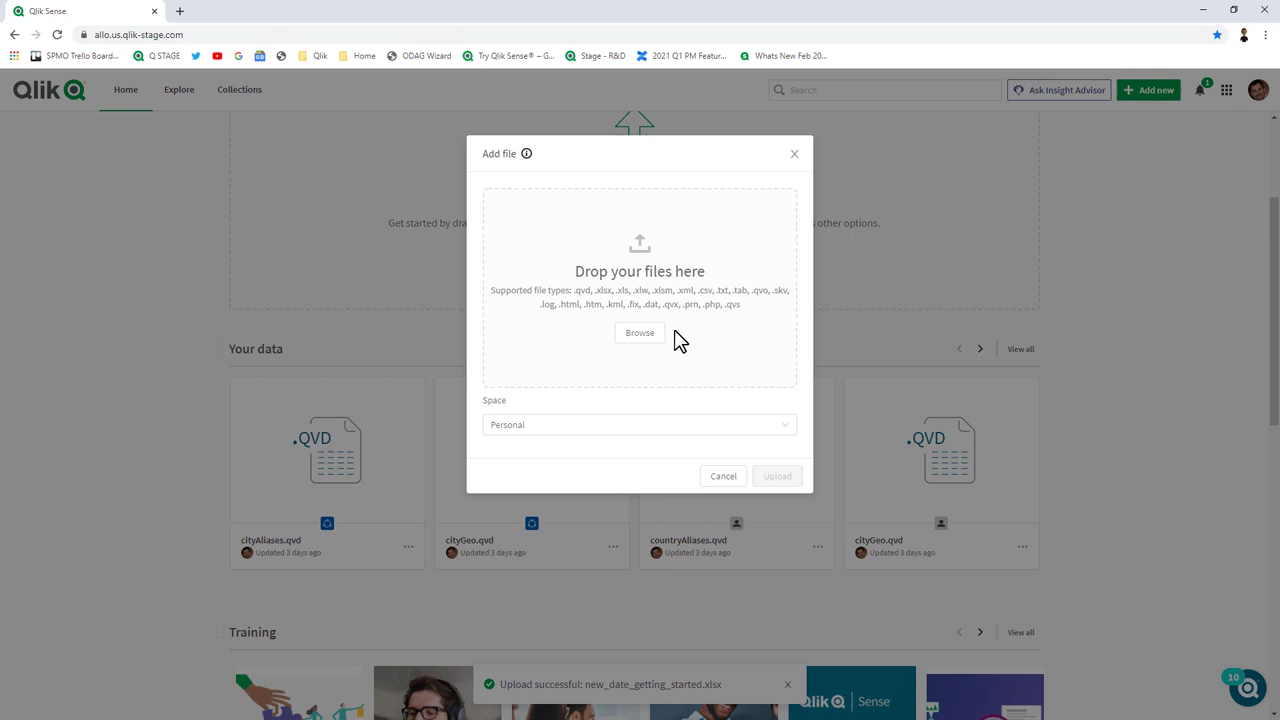 Qlik Sense
allo.us.qlik-stage.com
SPMO Trello Board...
Q STAGE
Qlik
Home
ODAG Wizard
Try Qlik Sense® – G...
Stage - R&D
2021 Q1 PM Featur...
Whats New Feb 20...
Qlik
Home
Explore
Collections
Search
Ask Insight Advisor
Add new
1
Add file
Get started by dra
s other options.
Drop your files here
Supported file types: .qvd, .xlsx, .xls, .xlw, .xlsm, .xml, .csv, .txt, .tab, .qvo, .skv,
.log, .html, .htm, .kml, .fix, .dat, .qvx, .prn, .php, .qvs
Browse
Your data
View all
Space
Personal
.QVD
.QVD
Cancel
Upload
cityAliases.qvd
Updated 3 days ago
cityGeo.qvd
Updated 3 days ago
countryAliases.qvd
Updated 3 days ago
cityGeo.qvd
Updated 3 days ago
Training
View all
Upload successful: new_date_getting_started.xlsx
Qlik Sense
10